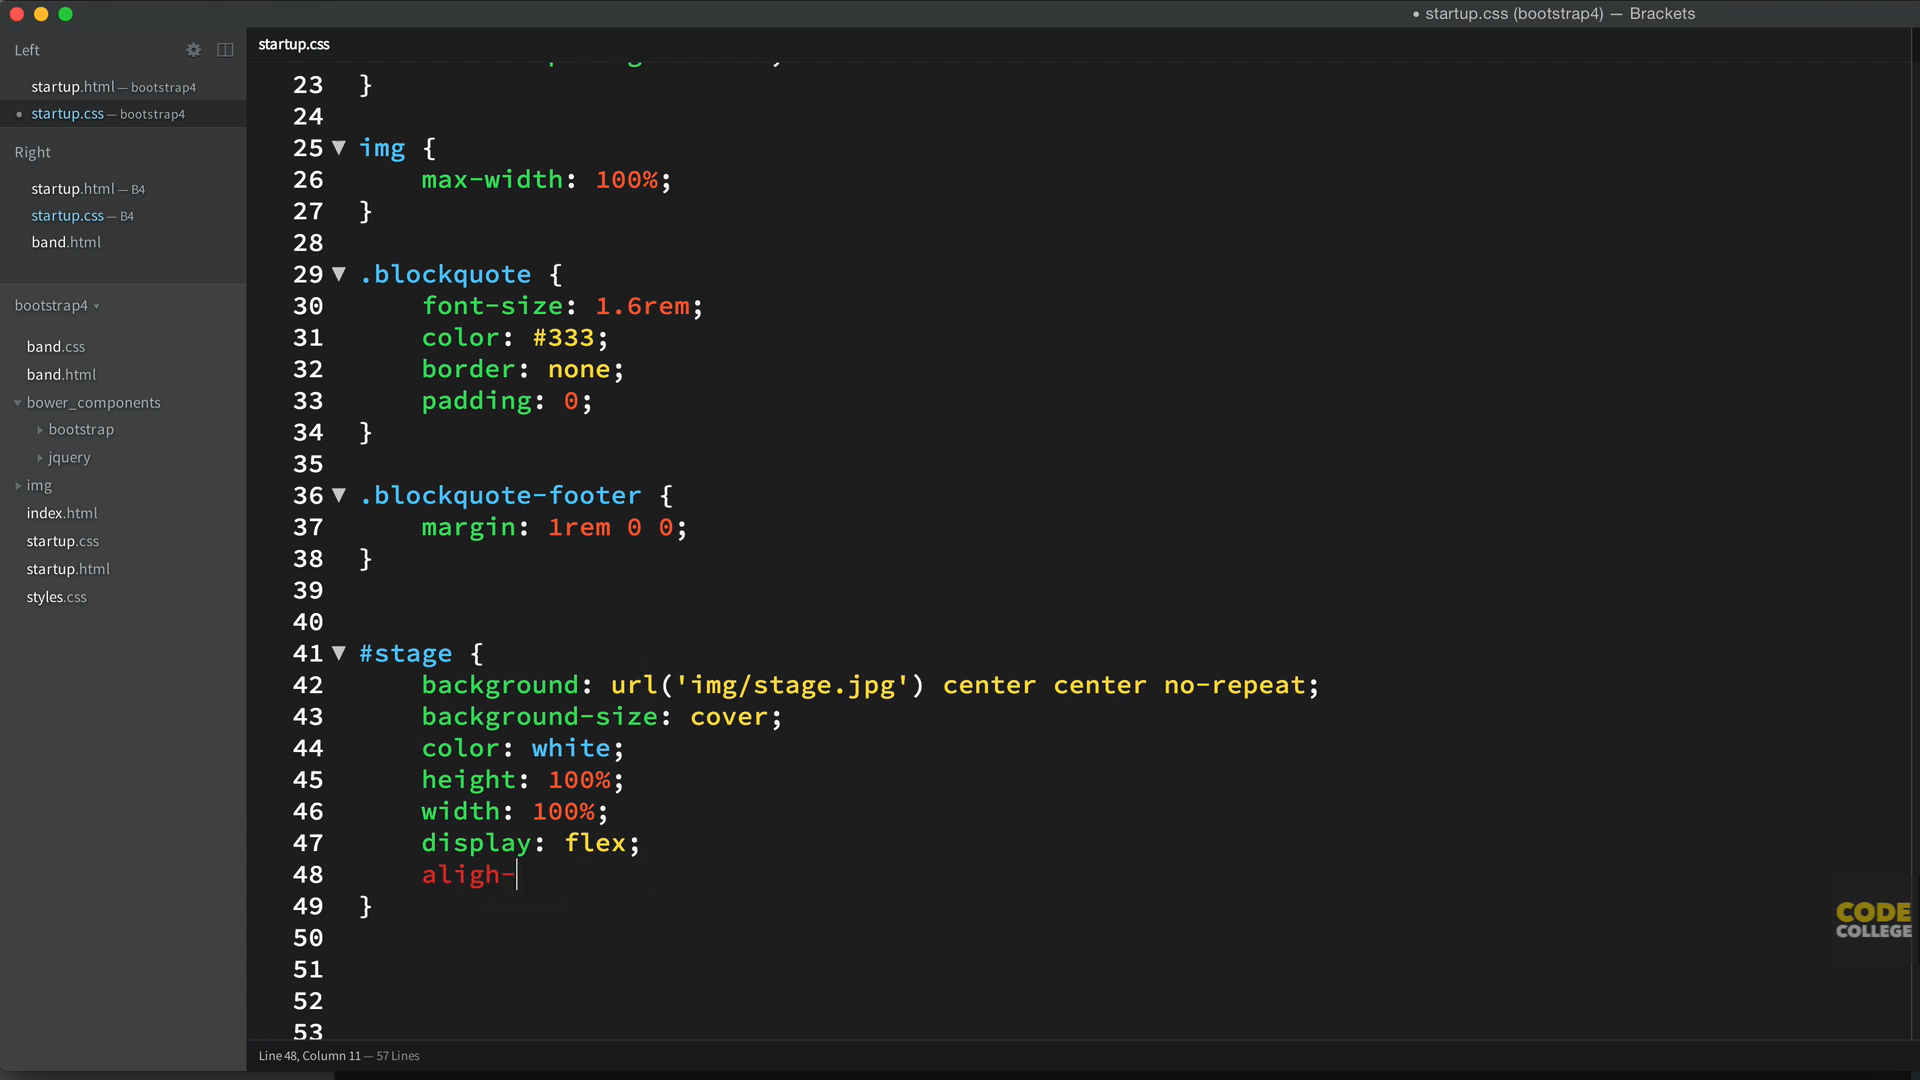 • startup.css (bootstrap4) — Brackets
Left
startup.html — bootstrap4
• startup.css — bootstrap4
Right
startup.html — B4
startup.css — B4
band.html
bootstrap4
band.css
band.html
bower_components
bootstrap
jquery
img
index.html
startup.css
startup.html
styles.css
startup.css
23 }
24
25 img {
26 max-width: 100%;
27 }
28
29 .blockquote {
30 font-size: 1.6rem;
31 color: #333;
32 border: none;
33 padding: 0;
34 }
35
36 .blockquote-footer {
37 margin: 1rem 0 0;
38 }
39
40
41 #stage {
42 background: url('img/stage.jpg') center center no-repeat;
43 background-size: cover;
44 color: white;
45 height: 100%;
46 width: 100%;
47 display: flex;
48 aligh-
49 }
50
51
52
53
CODE
COLLEGE
Line 48, Column 11 — 57 Lines